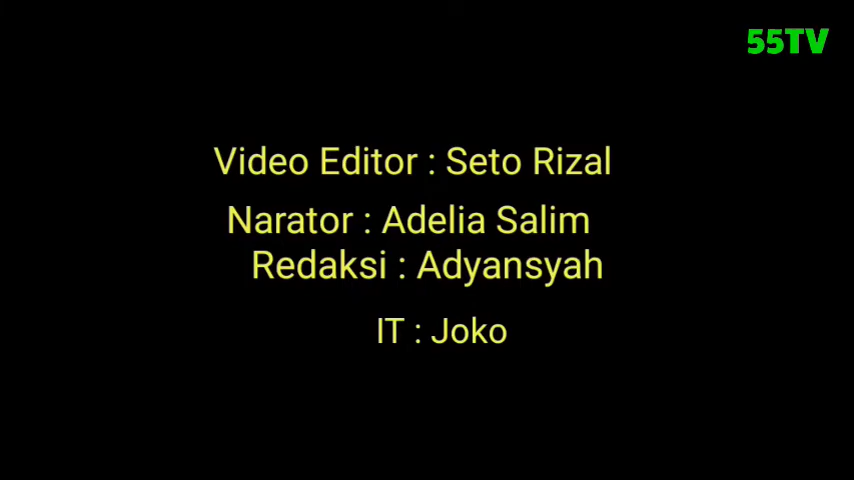 55TV
Video Editor : Seto Rizal
Narator : Adelia Salim
Redaksi : Adyansyah
IT : Joko